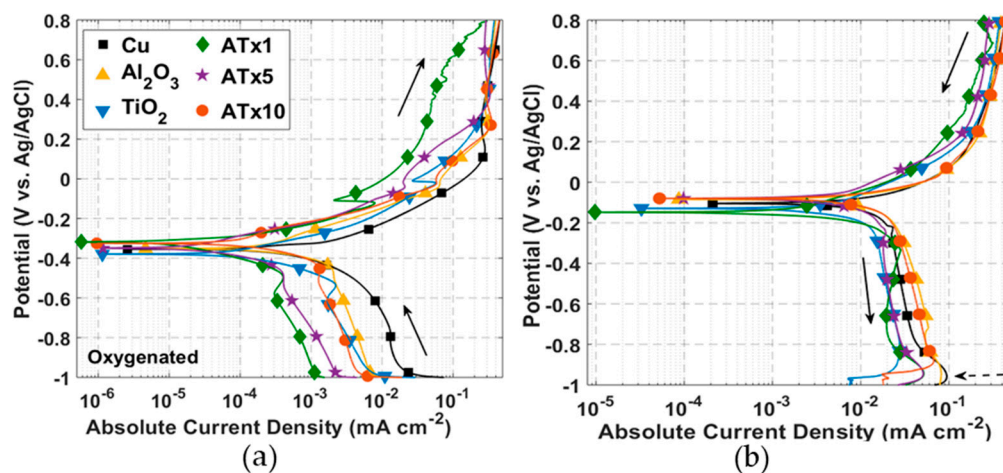 0.8
0.6
0.4
0.2
0
-0.2
-0.4
-0.6
-0.8
-1
Potential (V vs. Ag/AgCl)
Cu
Al2O3
TiO2
ATx1
ATx5
ATx10
Oxygenated
10^-6 10^-5 10^-4 10^-3 10^-2 10^-1
Absolute Current Density (mA cm^-2)
(a)
0.8
0.6
0.4
0.2
0
-0.2
-0.4
-0.6
-0.8
-1
Potential (V vs. Ag/AgCl)
10^-5 10^-4 10^-3 10^-2 10^-1
Absolute Current Density (mA cm^-2)
(b)